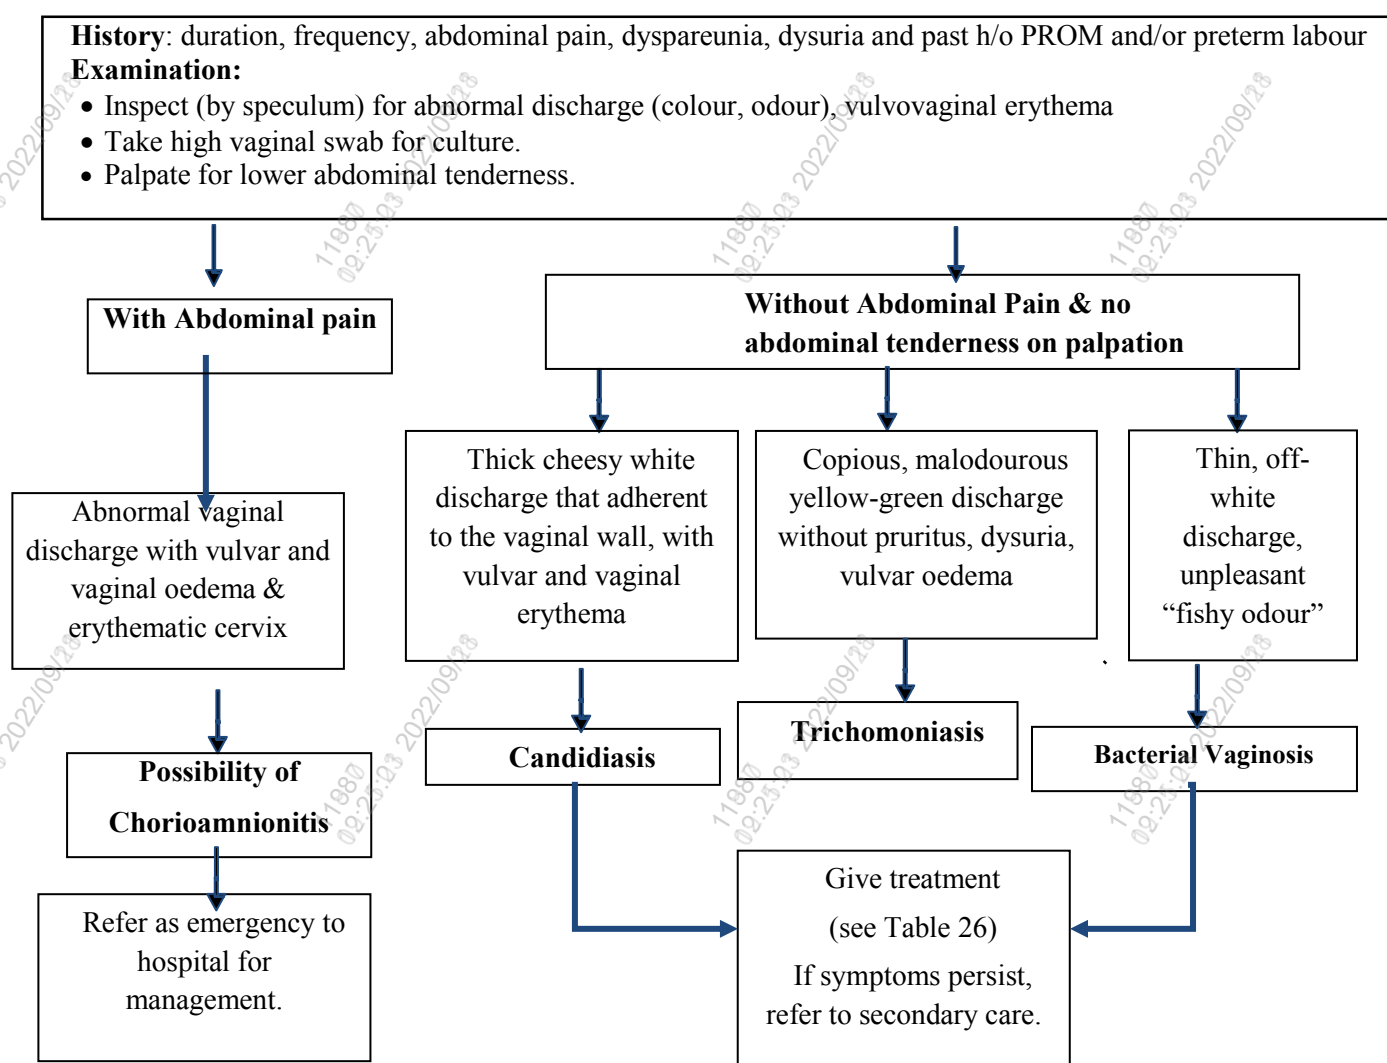 History: duration, frequency, abdominal pain, dyspareunia, dysuria and past h/o PROM and/or preterm labour
Examination:
• Inspect (by speculum) for abnormal discharge (colour, odour), vulvovaginal erythema
• Take high vaginal swab for culture.
• Palpate for lower abdominal tenderness.
With Abdominal pain
Without Abdominal Pain & no
abdominal tenderness on palpation
Abnormal vaginal
discharge with vulvar and
vaginal oedema &
erythematic cervix
Thick cheesy white
discharge that adherent
to the vaginal wall, with
vulvar and vaginal
erythema
Copious, malodourous
yellow-green discharge
without pruritus, dysuria,
vulvar oedema
Thin, off-
white
discharge,
unpleasant
“fishy odour”
Possibility of
Chorioamnionitis
Candidiasis
Trichomoniasis
Bacterial Vaginosis
Refer as emergency to
hospital for
management.
Give treatment
(see Table 26)
If symptoms persist,
refer to secondary care.